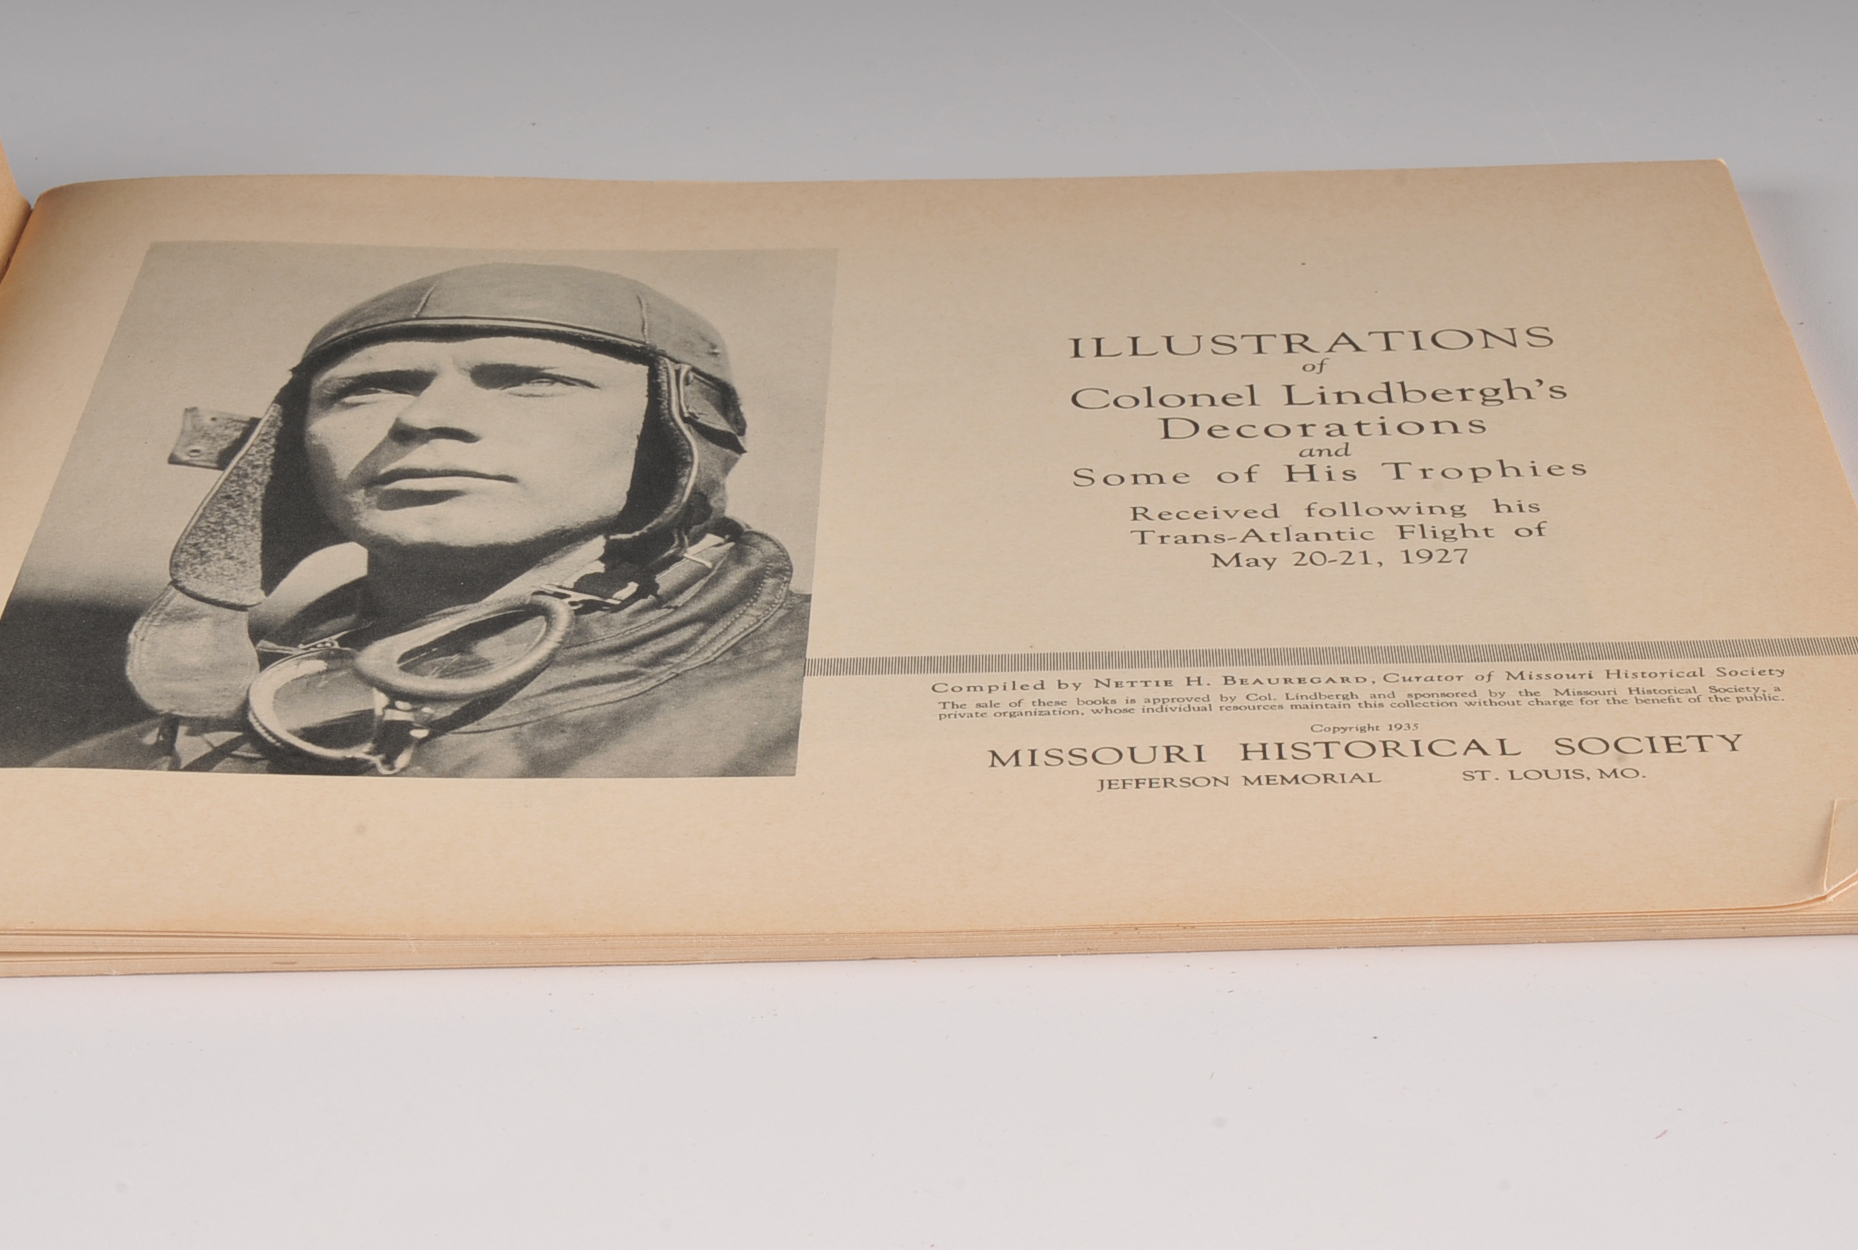 ILLUSTRATIONS
of
Colonel Lindbergh's
Decorations
and
Some of His Trophies
Received following his
Trans-Atlantic Flight of
May 20-21, 1927
Compiled by NETTIE H. BEAUREGARD, Curator of Missouri Historical Society
The sale of these books is approved by Col. Lindbergh and sponsored by the Missouri Historical Society, a
private organization, whose individual resources maintain this collection without charge for the benefit of the public.
Copyright 1935
MISSOURI HISTORICAL SOCIETY
JEFFERSON MEMORIAL ST. LOUIS, MO.